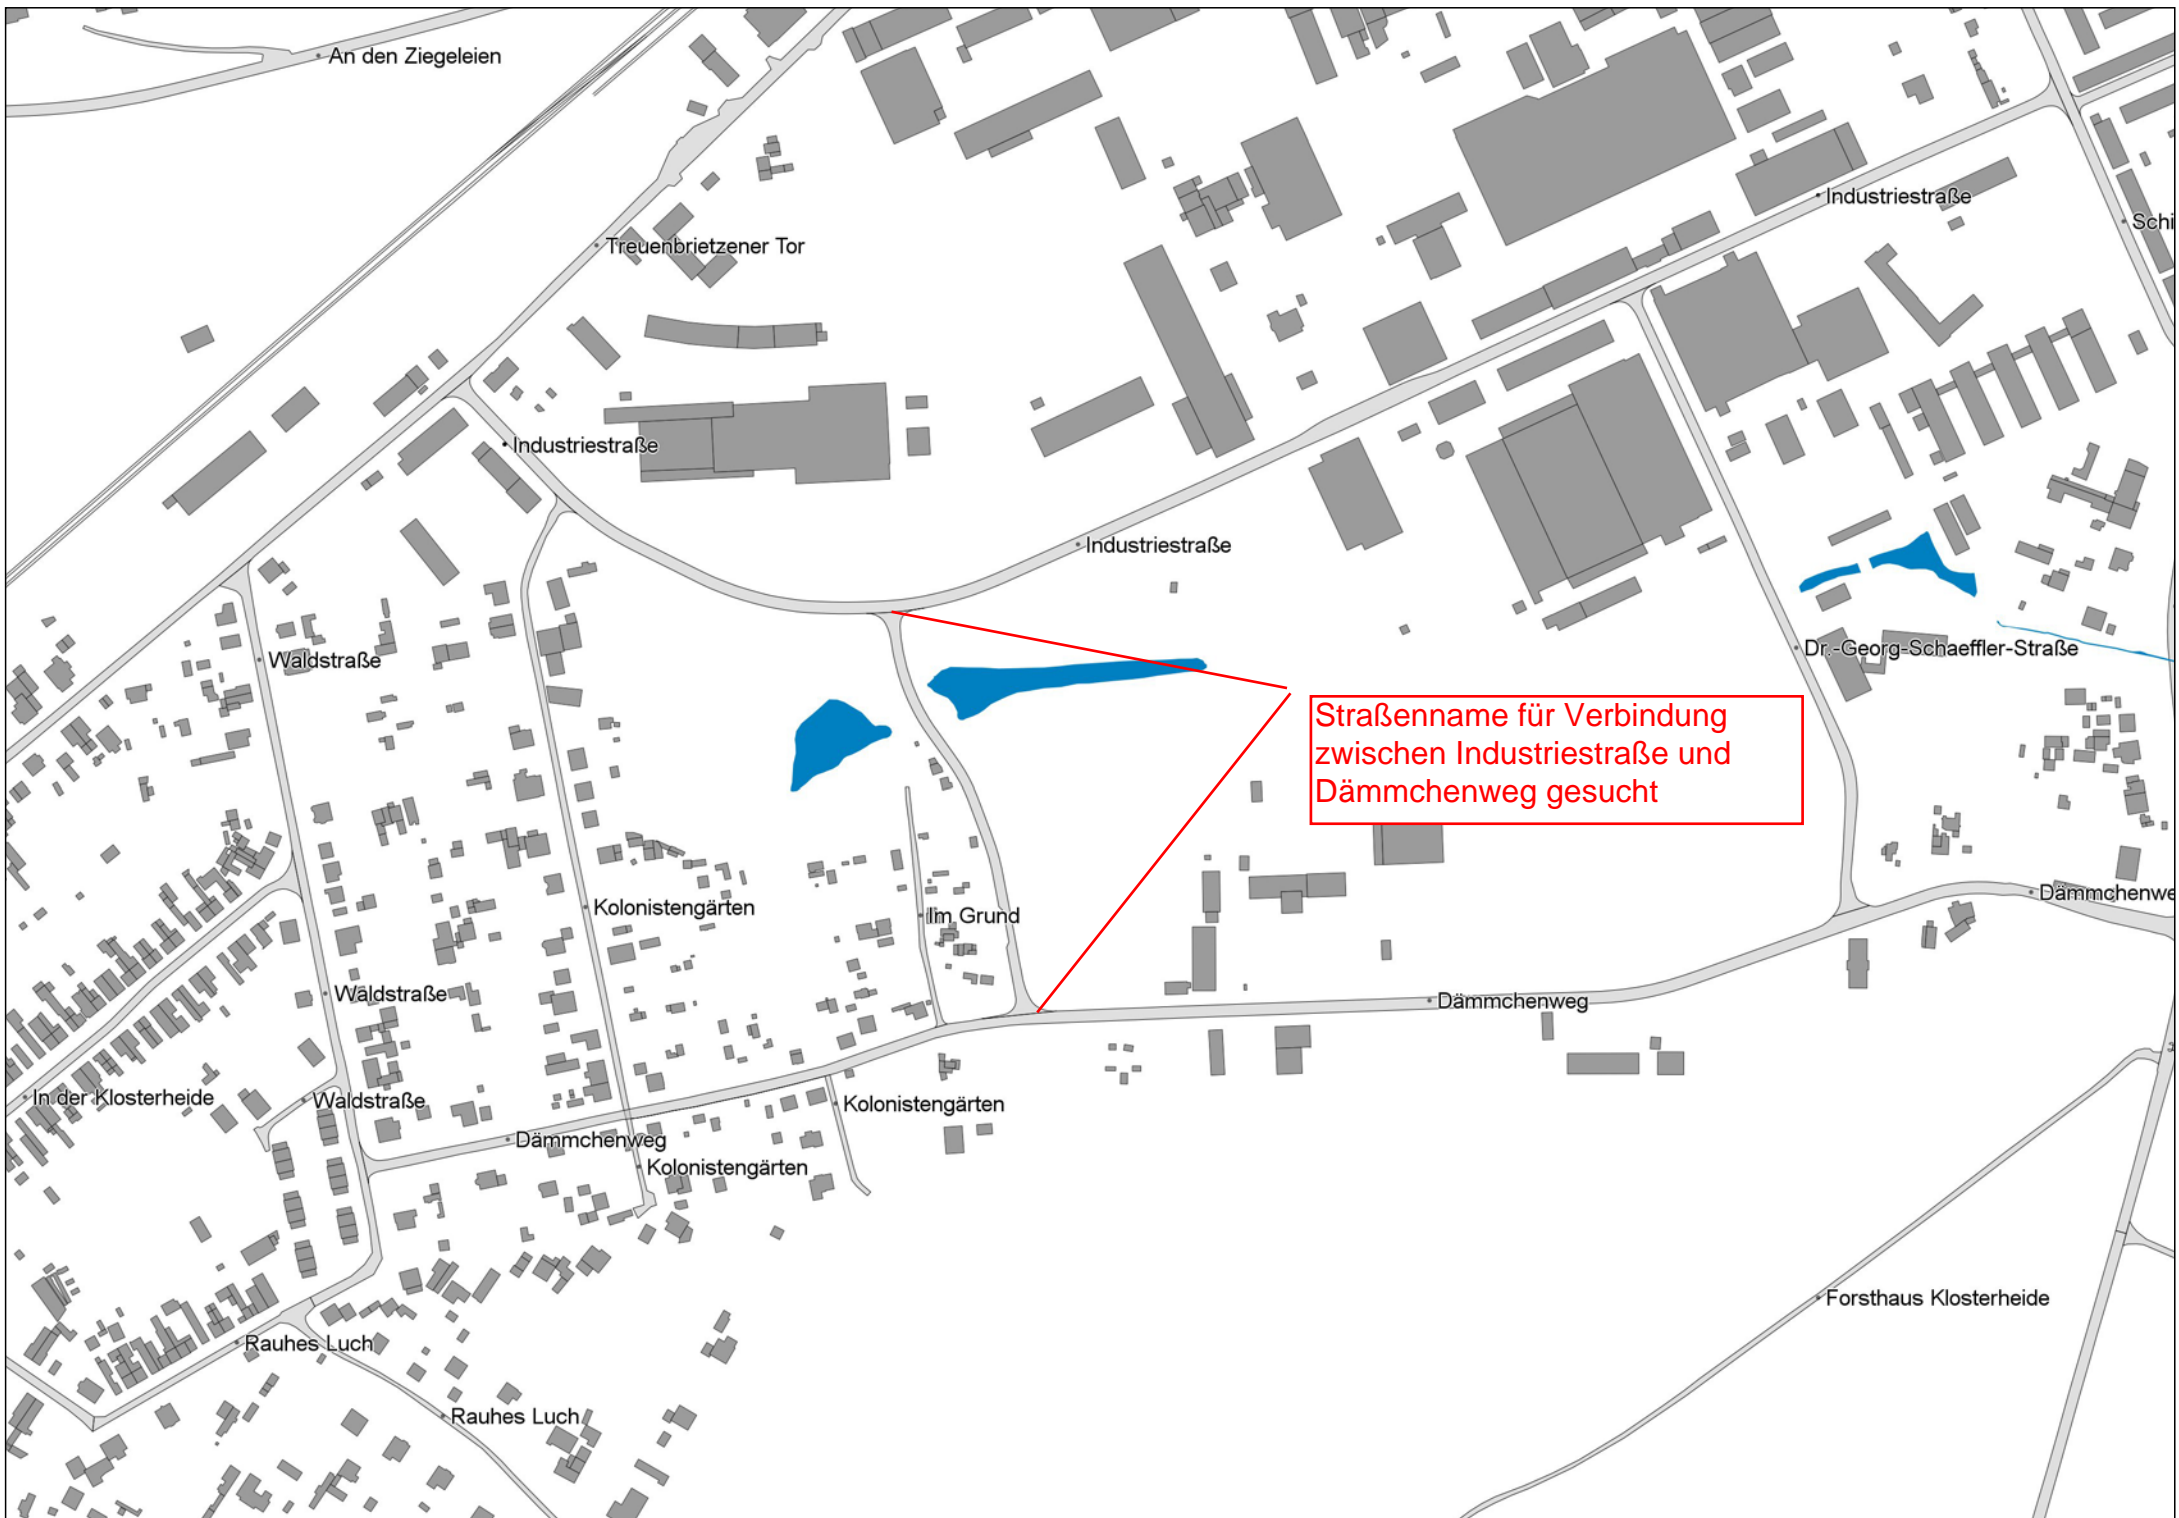 An den Ziegeleien
Industriestraße
Schi
Treuenbrietzener Tor
Industriestraße
Industriestraße
Waldstraße
Dr.-Georg-Schaeffler-Straße
Straßenname für Verbindung
zwischen Industriestraße und
Dämmchenweg gesucht
Dämmchenwe
Kolonistengärten
Im Grund
Waldstraße
Dämmchenweg
In der Klosterheide
Waldstraße
Kolonistengärten
Dämmchenweg
Kolonistengärten
Forsthaus Klosterheide
Rauhes Luch
Rauhes Luch